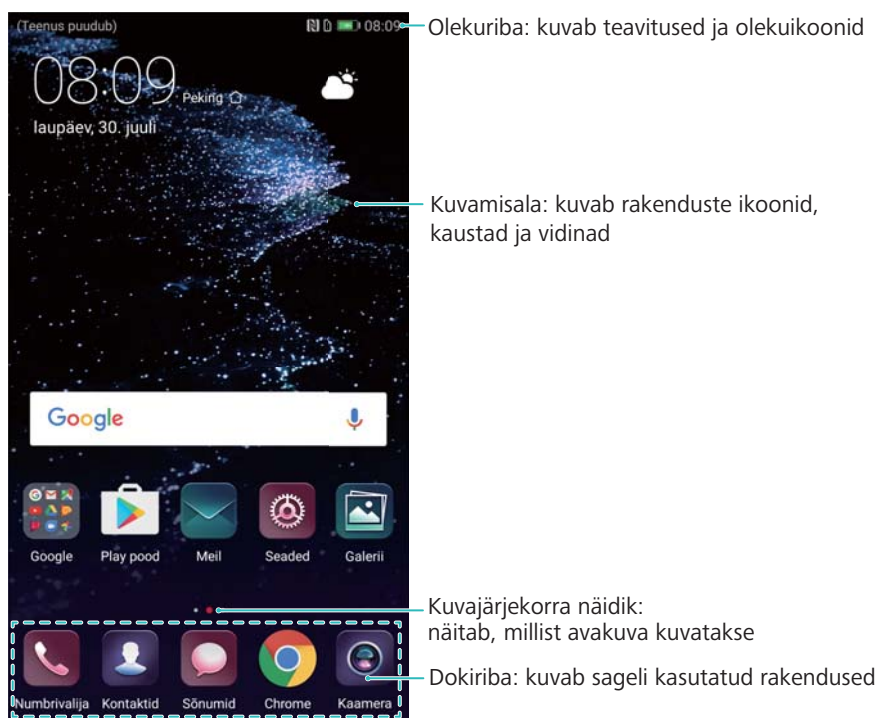 (Teenus puudub)
08:09
Olekuriba: kuvab teavitused ja olekuikoonid
08:09
Peking
laupäev, 30. juuli
Kuvamisala: kuvab rakenduste ikoonid,
kaustad ja vidinad
Google
Google
Play pood
Meil
Seaded
Galerii
Kuvajärjekorra näidik:
näitab, millist avakuva kuvatakse
Dokiriba: kuvab sageli kasutatud rakendused
Numbrivalija
Kontaktid
Sõnumid
Chrome
Kaamera